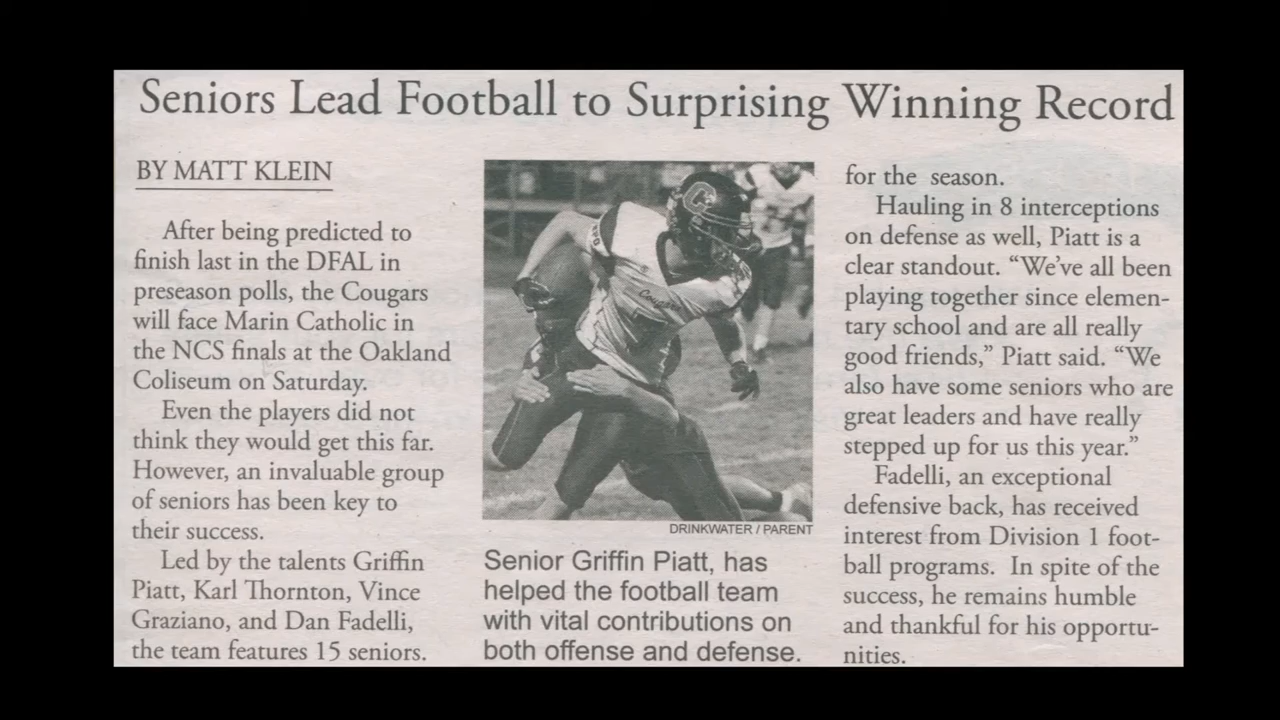 Seniors Lead Football to Surprising Winning Record
BY MATT KLEIN
After being predicted to
finish last in the DFAL in
preseason polls, the Cougars
will face Marin Catholic in
the NCS finals at the Oakland
Coliseum on Saturday.
Even the players did not
think they would get this far.
However, an invaluable group
of seniors has been key to
their success.
Led by the talents Griffin
Piatt, Karl Thornton, Vince
Graziano, and Dan Fadelli,
the team features 15 seniors.
C
Cougars
DRINKWATER / PARENT
Senior Griffin Piatt, has
helped the football team
with vital contributions on
both offense and defense.
for the season.
Hauling in 8 interceptions
on defense as well, Piatt is a
clear standout. “We’ve all been
playing together since elemen-
tary school and are all really
good friends,” Piatt said. “We
also have some seniors who are
great leaders and have really
stepped up for us this year.”
Fadelli, an exceptional
defensive back, has received
interest from Division 1 foot-
ball programs. In spite of the
success, he remains humble
and thankful for his opportu-
nities.